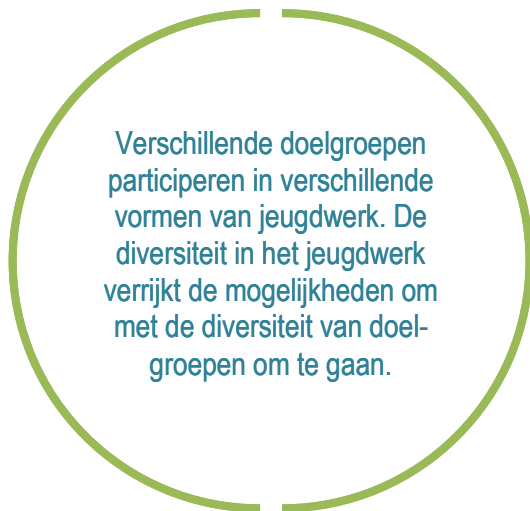 Verschillende doelgroepen
participeren in verschillende
vormen van jeugdwerk. De
diversiteit in het jeugdwerk
verrijkt de mogelijkheden om
met de diversiteit van doel-
groepen om te gaan.